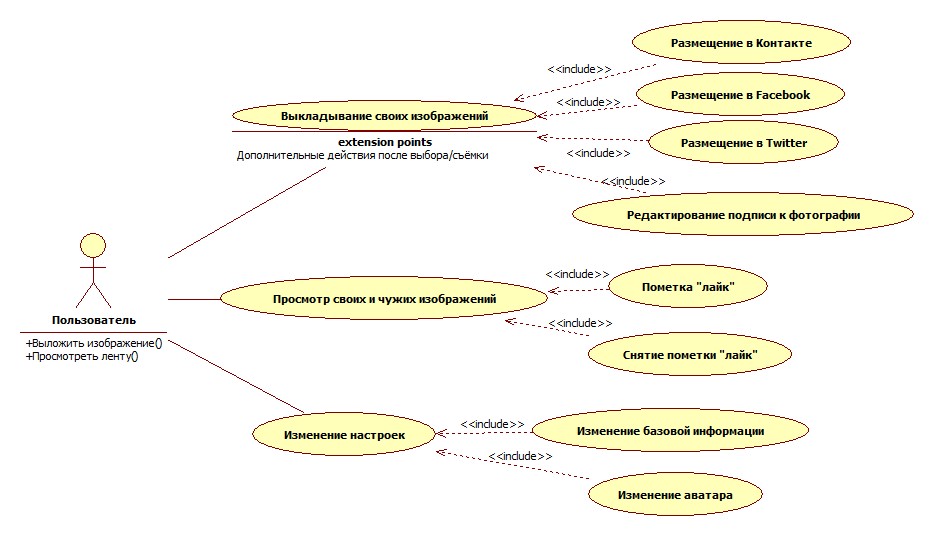 Размещение в Контакте
<<include>>
Размещение в Facebook
<<include>>
Выкладывание своих изображений
extension points
Дополнительные действия после выбора/съёмки
Размещение в Twitter
<<include>>
<<include>>
Редактирование подписи к фотографии
Пользователь
+Выложить изображение()
+Просмотреть ленту()
Просмотр своих и чужих изображений
<<include>>
Пометка "лайк"
<<include>>
Снятие пометки "лайк"
Изменение настроек
<<include>>
Изменение базовой информации
<<include>>
Изменение аватара